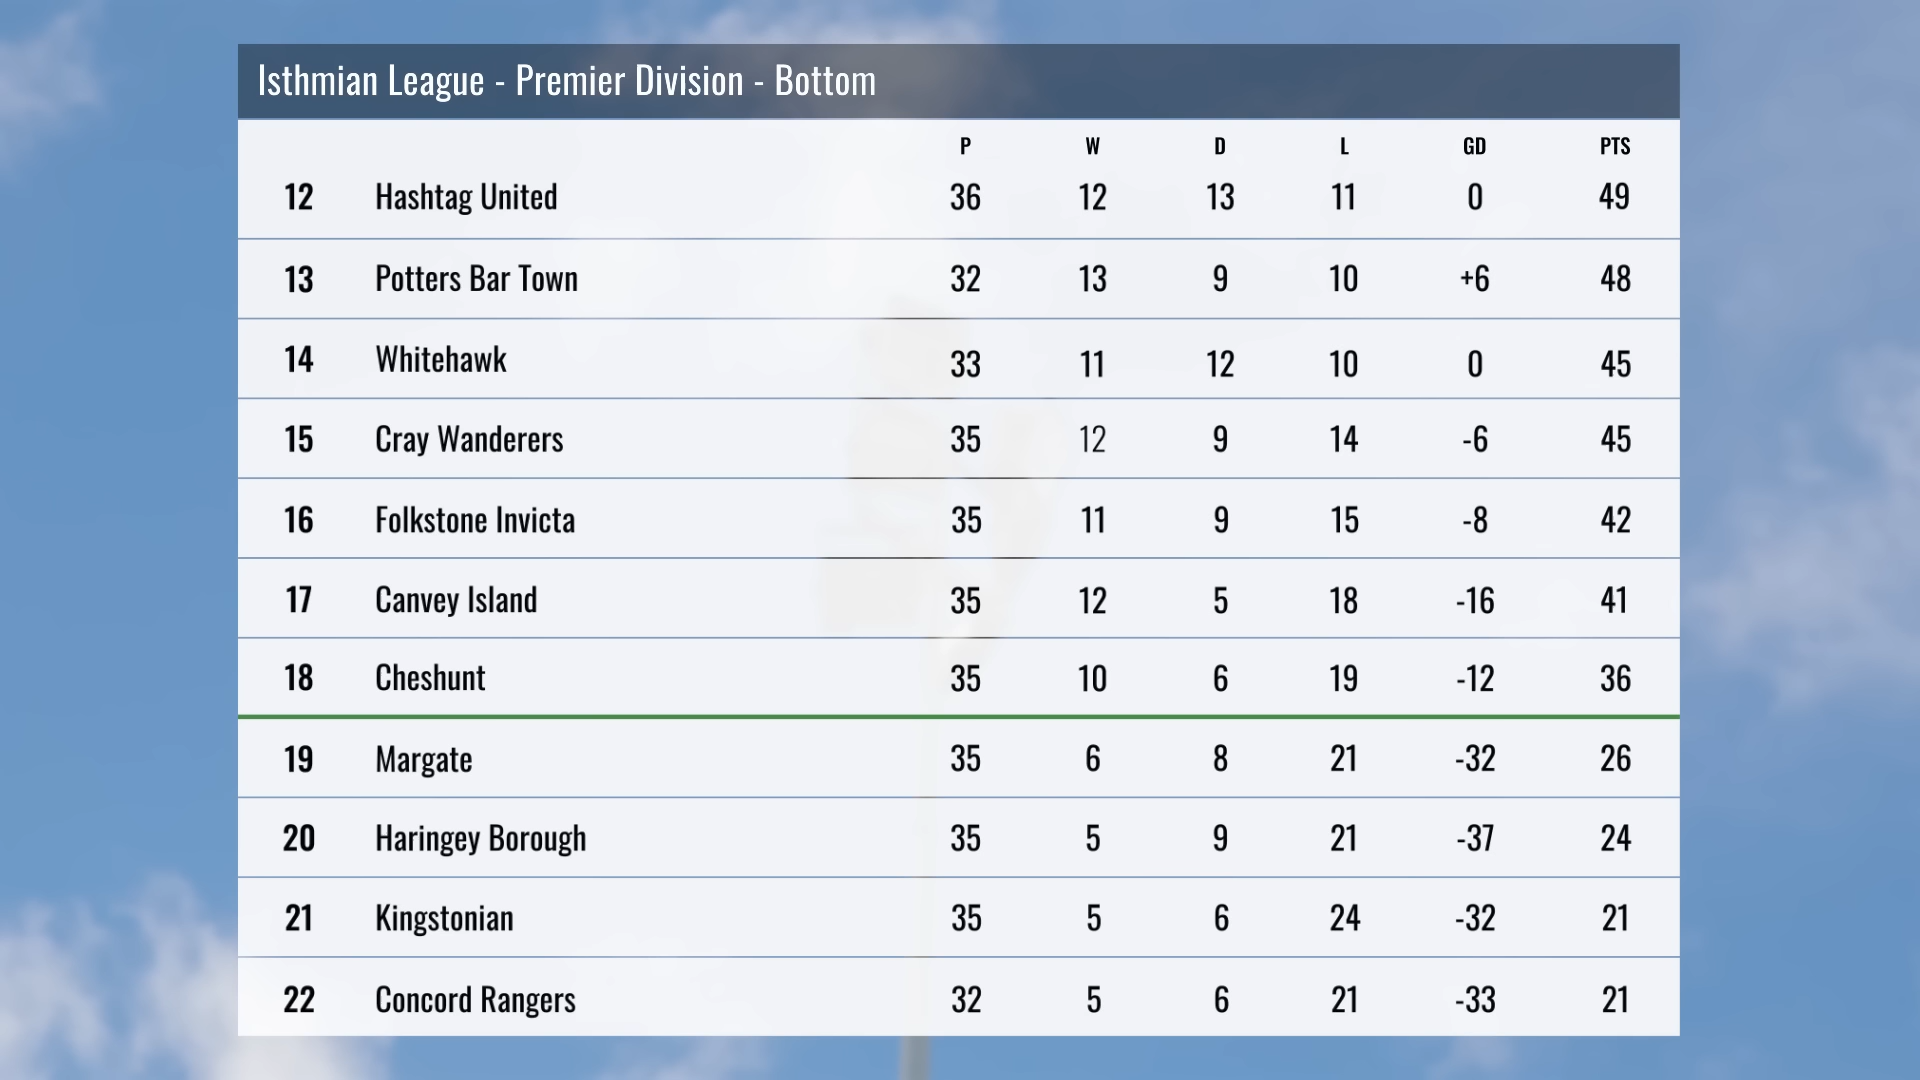 Isthmian League - Premier Division - Bottom
P W D L GD PTS
12 Hashtag United 36 12 13 11 0 49
13 Potters Bar Town 32 13 9 10 +6 48
14 Whitehawk 33 11 12 10 0 45
15 Cray Wanderers 35 12 9 14 -6 45
16 Folkstone Invicta 35 11 9 15 -8 42
17 Canvey Island 35 12 5 18 -16 41
18 Cheshunt 35 10 6 19 -12 36
19 Margate 35 6 8 21 -32 26
20 Haringey Borough 35 5 9 21 -37 24
21 Kingstonian 35 5 6 24 -32 21
22 Concord Rangers 32 5 6 21 -33 21